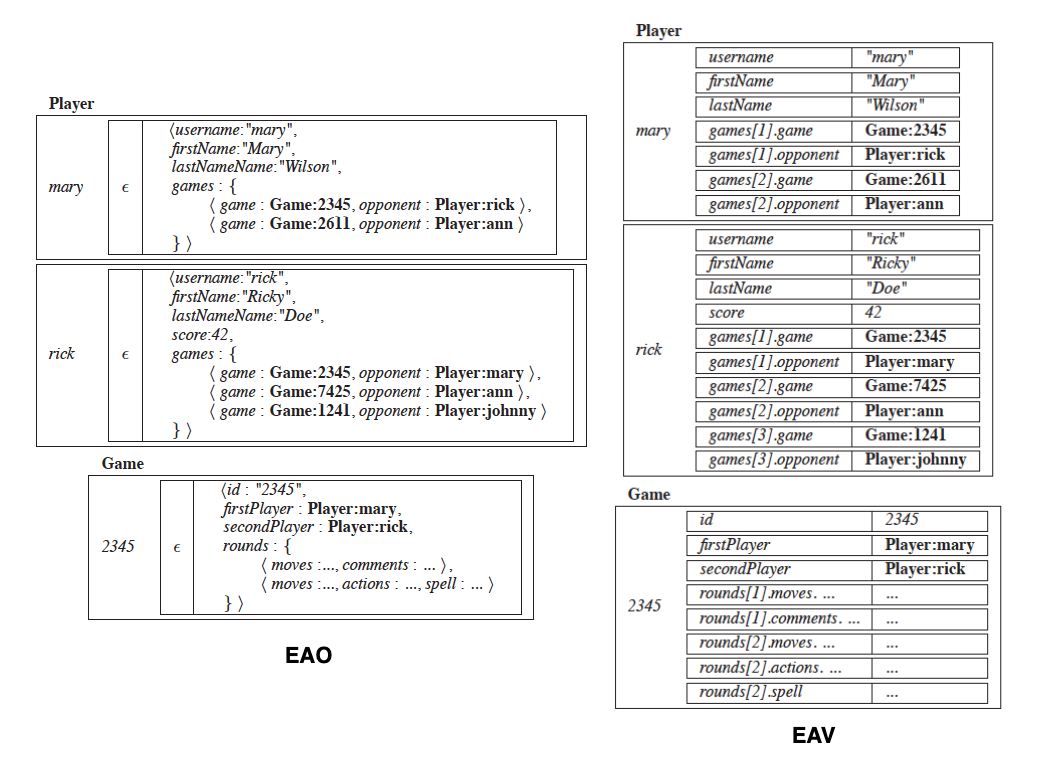 Player
mary
ϵ
⟨username:"mary",
firstName:"Mary",
lastNameName:"Wilson",
games : {
⟨ game : Game:2345, opponent : Player:rick ⟩,
⟨ game : Game:2611, opponent : Player:ann ⟩
} ⟩
rick
ϵ
⟨username:"rick",
firstName:"Ricky",
lastNameName:"Doe",
score:42,
games : {
⟨ game : Game:2345, opponent : Player:mary ⟩,
⟨ game : Game:7425, opponent : Player:ann ⟩,
⟨ game : Game:1241, opponent : Player:johnny ⟩
} ⟩
Game
2345
ϵ
⟨id : "2345",
firstPlayer : Player:mary,
secondPlayer : Player:rick,
rounds : {
⟨ moves :..., comments : ... ⟩,
⟨ moves :..., actions : ..., spell : ... ⟩
} ⟩
EAO
Player
mary
username "mary"
firstName "Mary"
lastName "Wilson"
games[1].game Game:2345
games[1].opponent Player:rick
games[2].game Game:2611
games[2].opponent Player:ann
rick
username "rick"
firstName "Ricky"
lastName "Doe"
score 42
games[1].game Game:2345
games[1].opponent Player:mary
games[2].game Game:7425
games[2].opponent Player:ann
games[3].game Game:1241
games[3].opponent Player:johnny
Game
2345
id 2345
firstPlayer Player:mary
secondPlayer Player:rick
rounds[1].moves. ... ...
rounds[1].comments. ... ...
rounds[2].moves. ... ...
rounds[2].actions. ... ...
rounds[2].spell ...
EAV